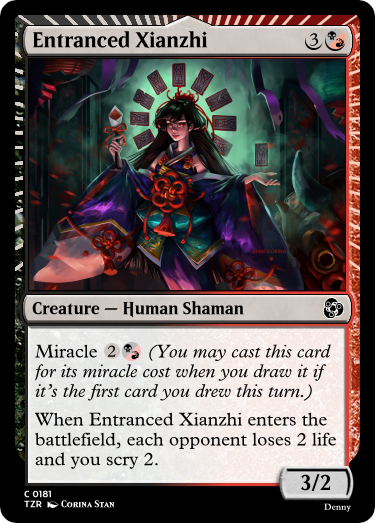 Entranced Xianzhi 3
Creature — Human Shaman
Miracle 2 (You may cast this card
for its miracle cost when you draw it if
it's the first card you drew this turn.)
When Entranced Xianzhi enters the
battlefield, each opponent loses 2 life
and you scry 2.
3/2
C 0181
TZR Corina Stan
Denny